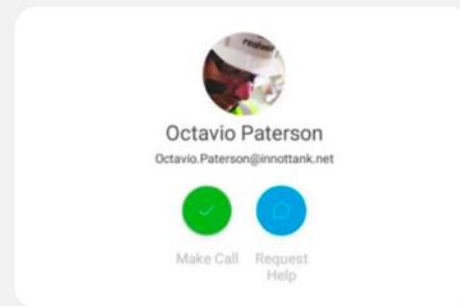 Octavio Paterson
Octavio.Paterson@innottank.net
Make Call
Request
Help